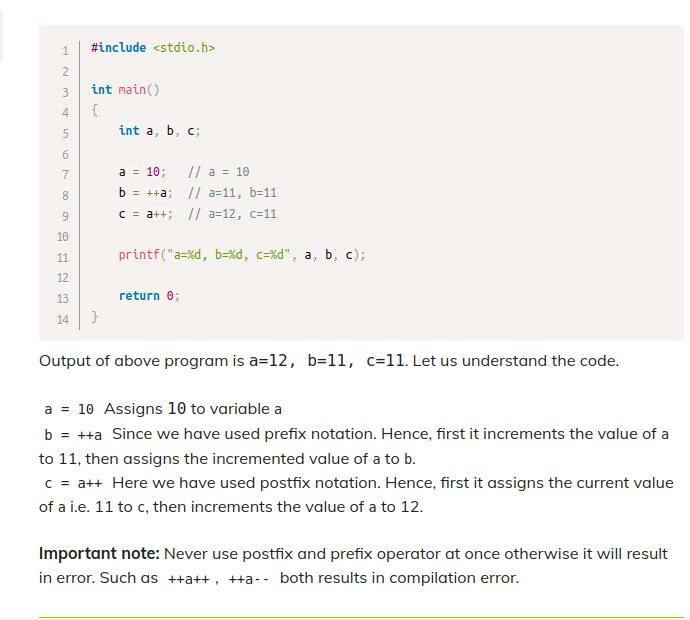 1 #include <stdio.h>
2
3 int main()
4 {
5     int a, b, c;
6
7     a = 10;   // a = 10
8     b = ++a;  // a=11, b=11
9     c = a++;  // a=12, c=11
10
11     printf("a=%d, b=%d, c=%d", a, b, c);
12
13     return 0;
14 }
Output of above program is a=12, b=11, c=11. Let us understand the code.
a = 10 Assigns 10 to variable a
b = ++a Since we have used prefix notation. Hence, first it increments the value of a
to 11, then assigns the incremented value of a to b.
c = a++ Here we have used postfix notation. Hence, first it assigns the current value
of a i.e. 11 to c, then increments the value of a to 12.
Important note: Never use postfix and prefix operator at once otherwise it will result
in error. Such as ++a++ , ++a-- both results in compilation error.